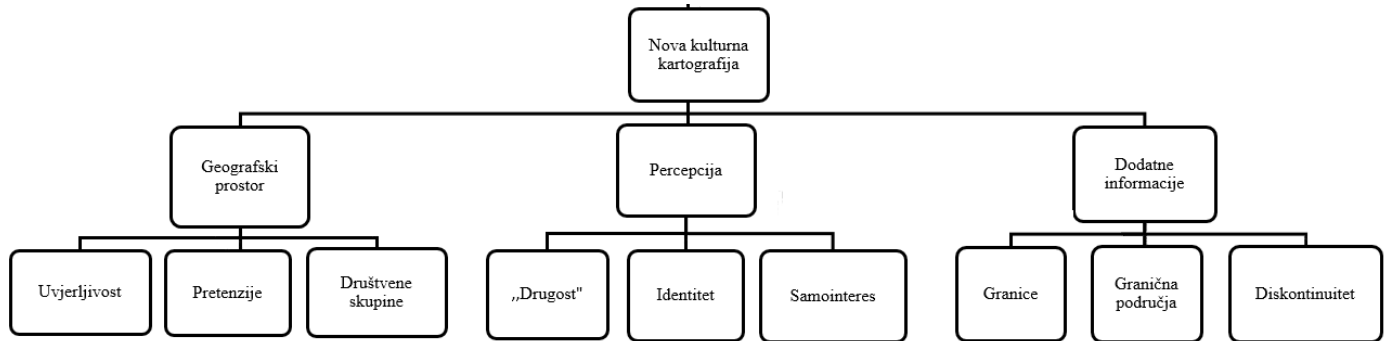 Nova kulturna
kartografija
Geografski
prostor
Percepcija
Dodatne
informacije
Uvjerljivost
Pretenzije
Društvene
skupine
,,Drugost"
Identitet
Samointeres
Granice
Granična
područja
Diskontinuitet